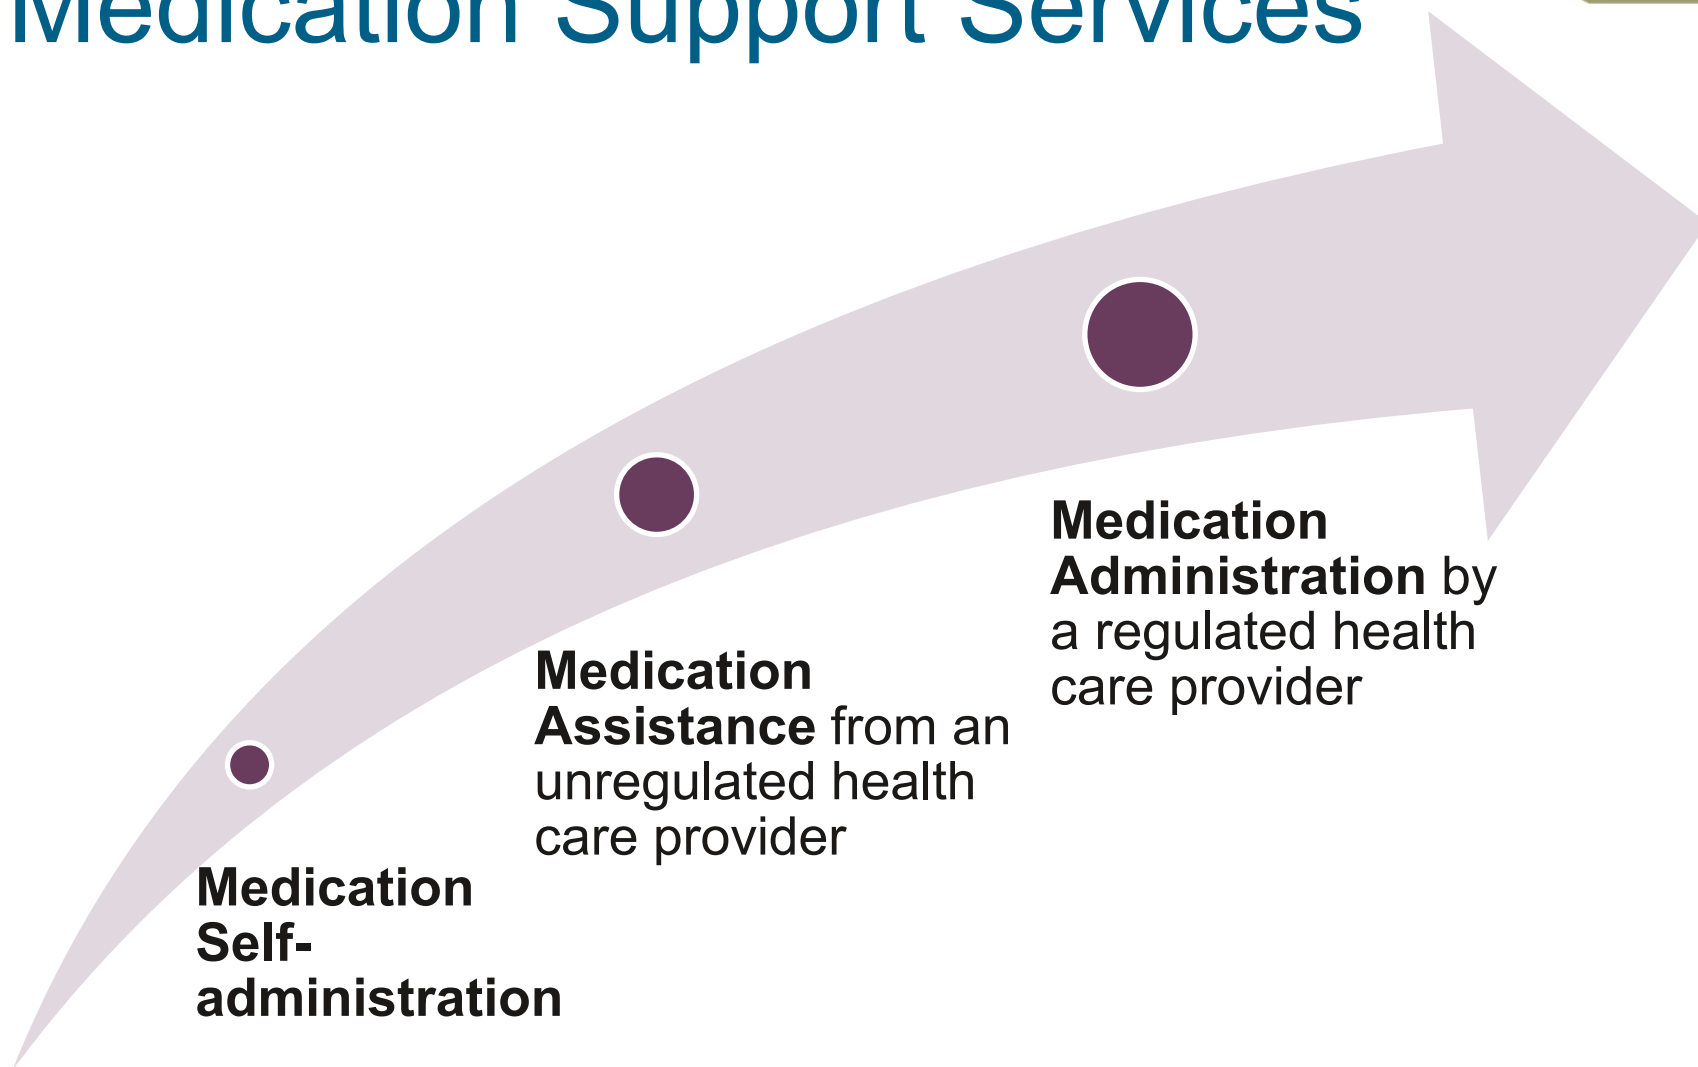 Medication Support Services
Medication
Administration by
a regulated health
care provider
Medication
Assistance from an
unregulated health
care provider
Medication
Self-
administration